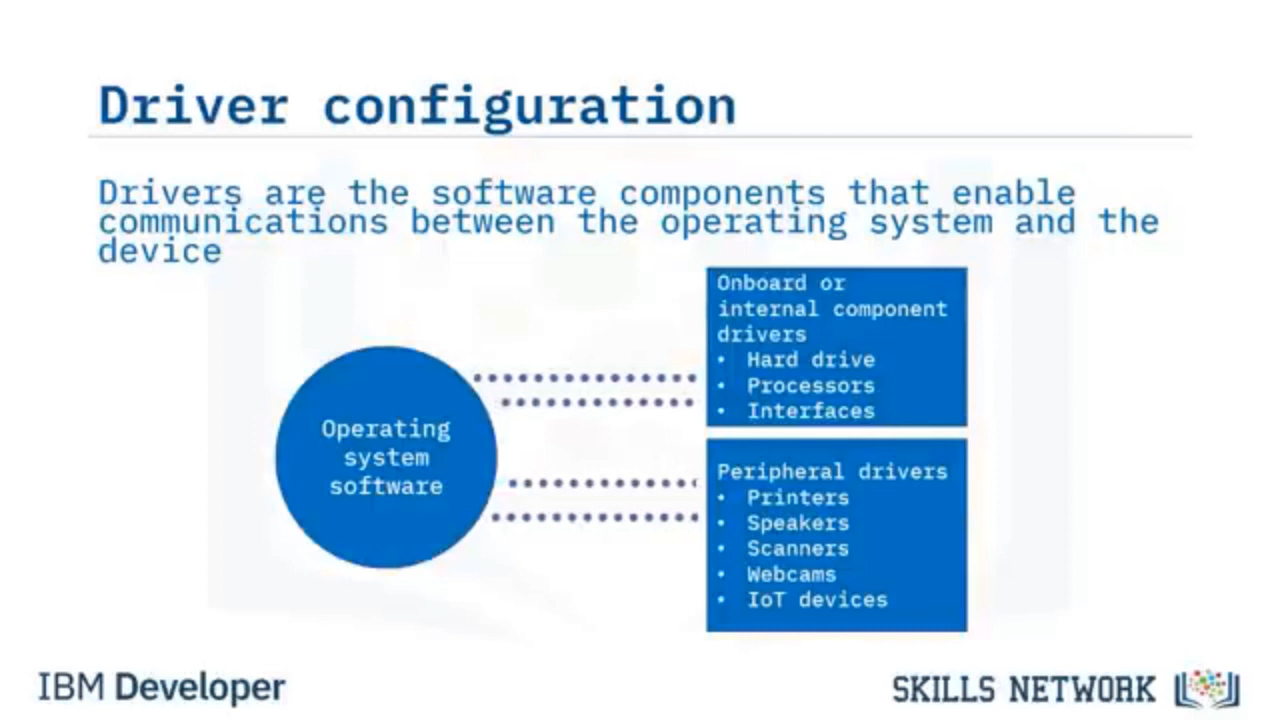 Driver configuration
Drivers are the software components that enable
communications between the operating system and the
device
Operating
system
software
Onboard or
internal component
drivers
• Hard drive
• Processors
• Interfaces
Peripheral drivers
• Printers
• Speakers
• Scanners
• Webcams
• IoT devices
IBM Developer
SKILLS NETWORK